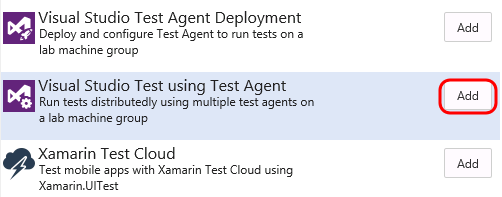 Visual Studio Test Agent Deployment
Deploy and configure Test Agent to run tests on a
lab machine group
Add
Visual Studio Test using Test Agent
Run tests distributedly using multiple test agents on
a lab machine group
Add
Xamarin Test Cloud
Test mobile apps with Xamarin Test Cloud using
Xamarin.UITest
Add